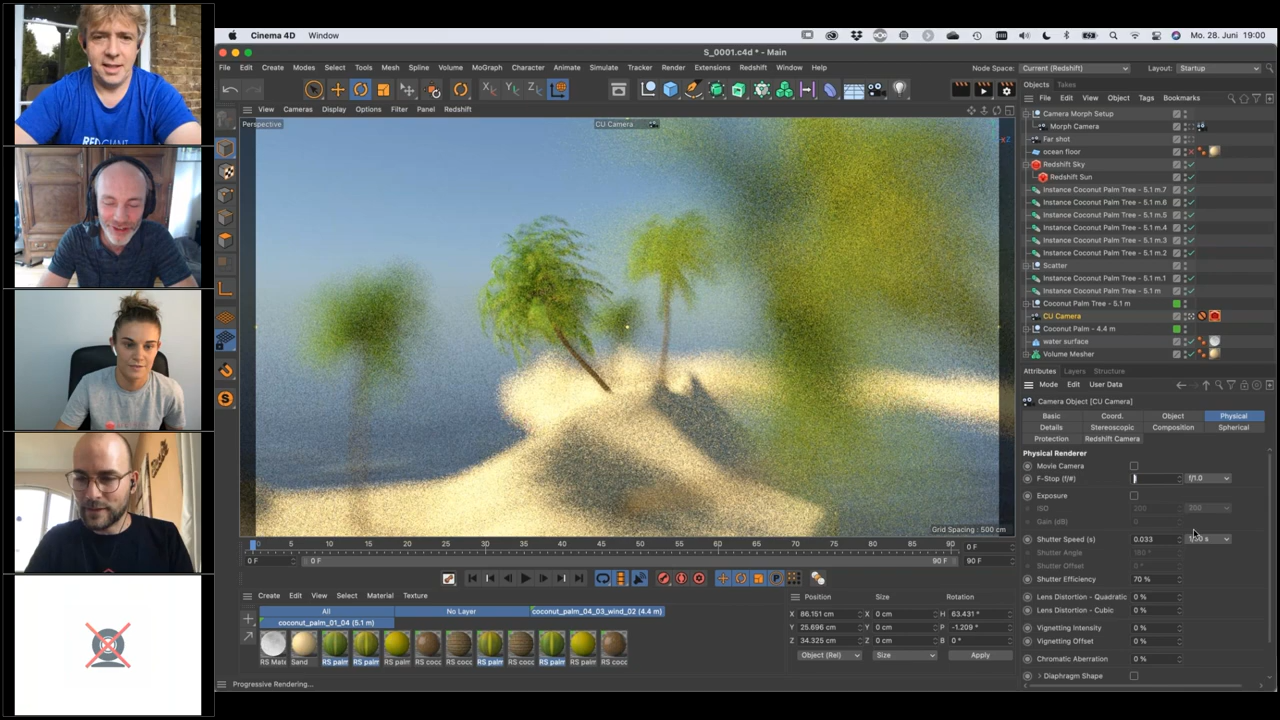 REDGIANT
Cinema 4D Window
Mo. 28. Juni 19:00
S_0001.c4d * - Main
File Edit Create Modes Select Tools Mesh Spline Volume MoGraph Character Animate Simulate Tracker Render Extensions Redshift Window Help
Node Space: Current (Redshift) Layout: Startup
View Cameras Display Options Filter Panel Redshift
Perspective
CU Camera
Grid Spacing : 500 cm
Objects Takes
File Edit View Object Tags Bookmarks
Camera Morph Setup
Morph Camera
Far shot
ocean floor
Redshift Sky
Redshift Sun
Instance Coconut Palm Tree - 5.1 m.7
Instance Coconut Palm Tree - 5.1 m.6
Instance Coconut Palm Tree - 5.1 m.5
Instance Coconut Palm Tree - 5.1 m.4
Instance Coconut Palm Tree - 5.1 m.3
Instance Coconut Palm Tree - 5.1 m.2
Scatter
Instance Coconut Palm Tree - 5.1 m.1
Instance Coconut Palm Tree - 5.1 m
Coconut Palm Tree - 5.1 m
CU Camera
Coconut Palm - 4.4 m
water surface
Volume Mesher
Attributes Layers Structure
Mode Edit User Data
Camera Object [CU Camera]
Basic Coord. Object Physical
Details Stereoscopic Composition Spherical
Protection Redshift Camera
Physical Renderer
Movie Camera
F-Stop (f/#) f/1.0
Exposure
ISO 200 200
Gain (dB) 0
Shutter Speed (s) 0.033
Shutter Angle 180 °
Shutter Offset 0 °
Shutter Efficiency 70 %
Lens Distortion - Quadratic 0 %
Lens Distortion - Cubic 0 %
Vignetting Intensity 0 %
Vignetting Offset 0 %
Chromatic Aberration 0 %
Diaphragm Shape
0 5 10 15 20 25 30 35 40 45 50 55 60 65 70 75 80 85 90
0 F
0 F 0 F 90 F 90 F
Create Edit View Select Material Texture
All No Layer coconut_palm_04_03_wind_02 (4.4 m)
coconut_palm_01_04 (5.1 m)
RS Mate Sand RS palm RS palm RS palm RS coc RS coc RS palm RS coc RS palm RS palm RS coc
Position Size Rotation
X 86.151 cm X 0 cm H 63.431 °
Y 25.696 cm Y 0 cm P -1.209 °
Z 34.325 cm Z 0 cm B 0 °
Object (Rel) Size Apply
Progressive Rendering...